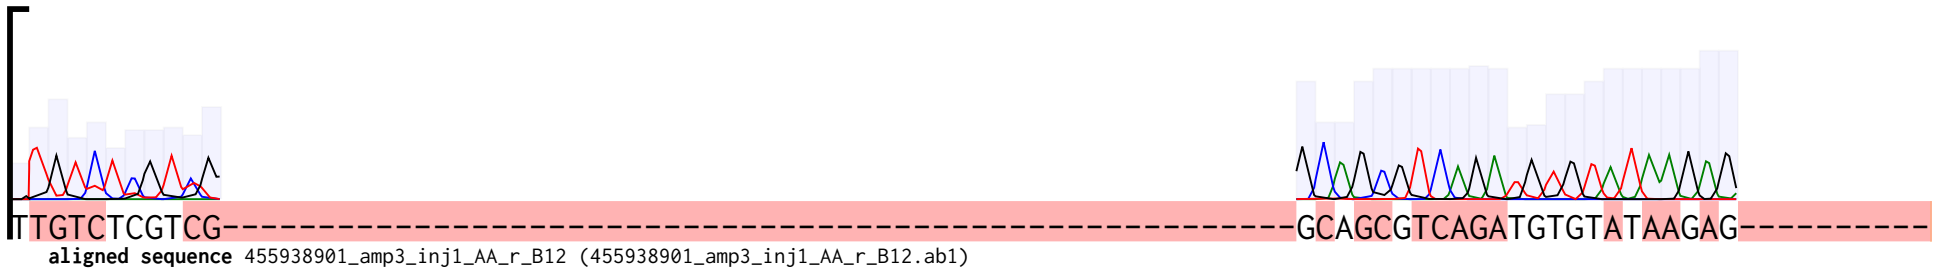 TTGTCTCGTCG--------------------------------------------------------GCAGCGTCAGATGTGTATAAGAG----------
aligned sequence 455938901_amp3_inj1_AA_r_B12 (455938901_amp3_inj1_AA_r_B12.ab1)